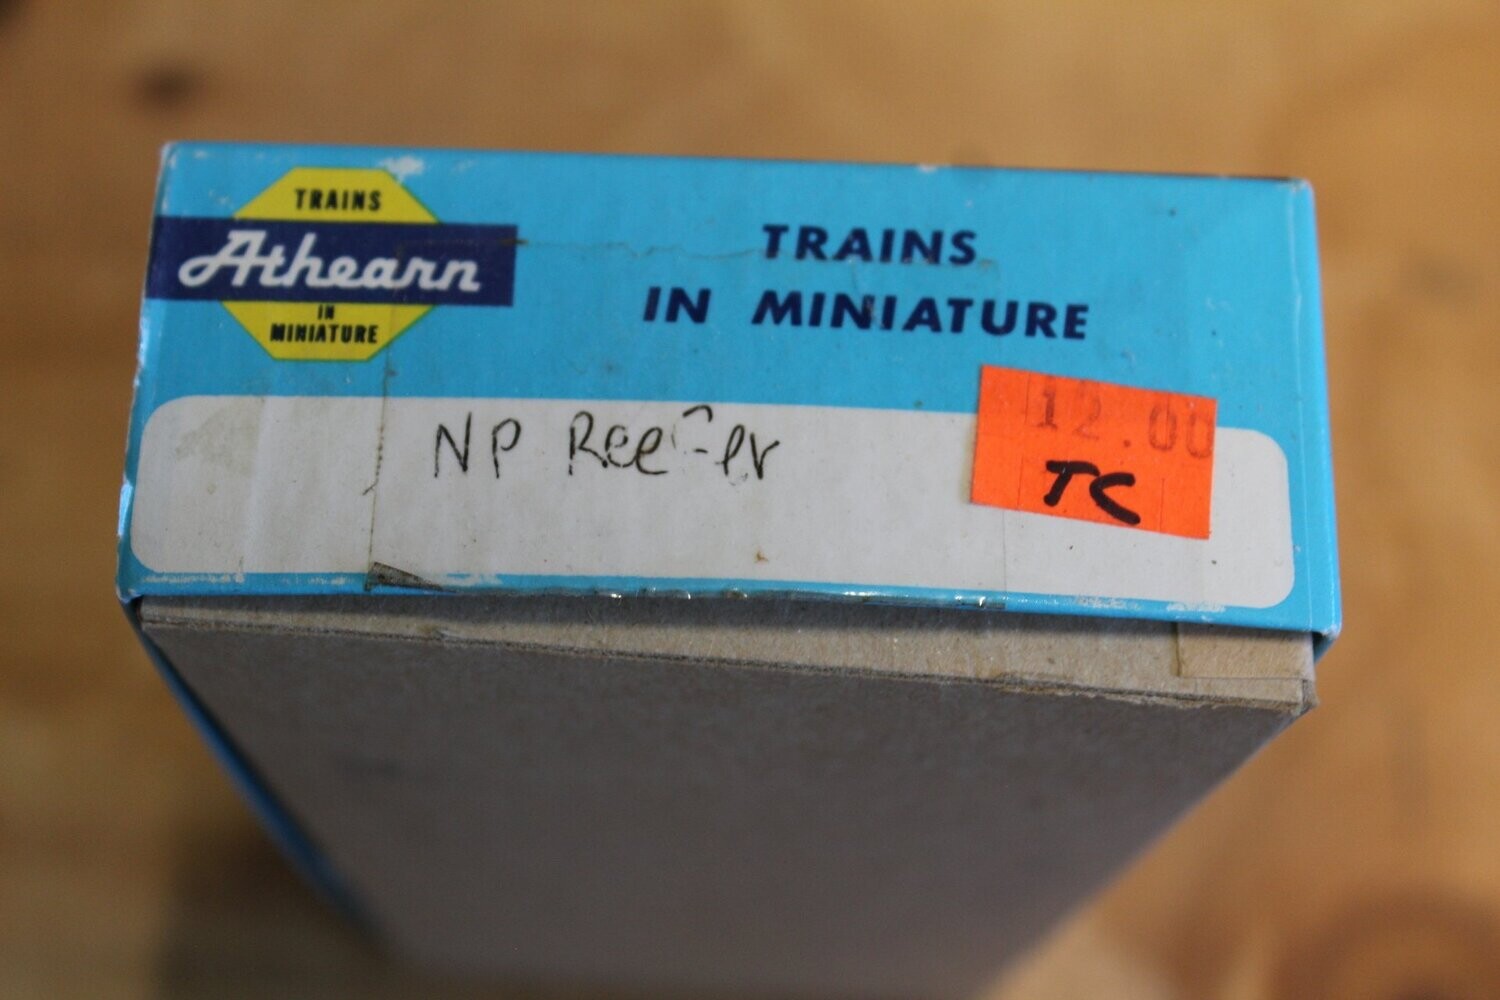 TRAINS
Athearn
IN
MINIATURE
TRAINS
IN MINIATURE
NP Reefer
12.00
TC